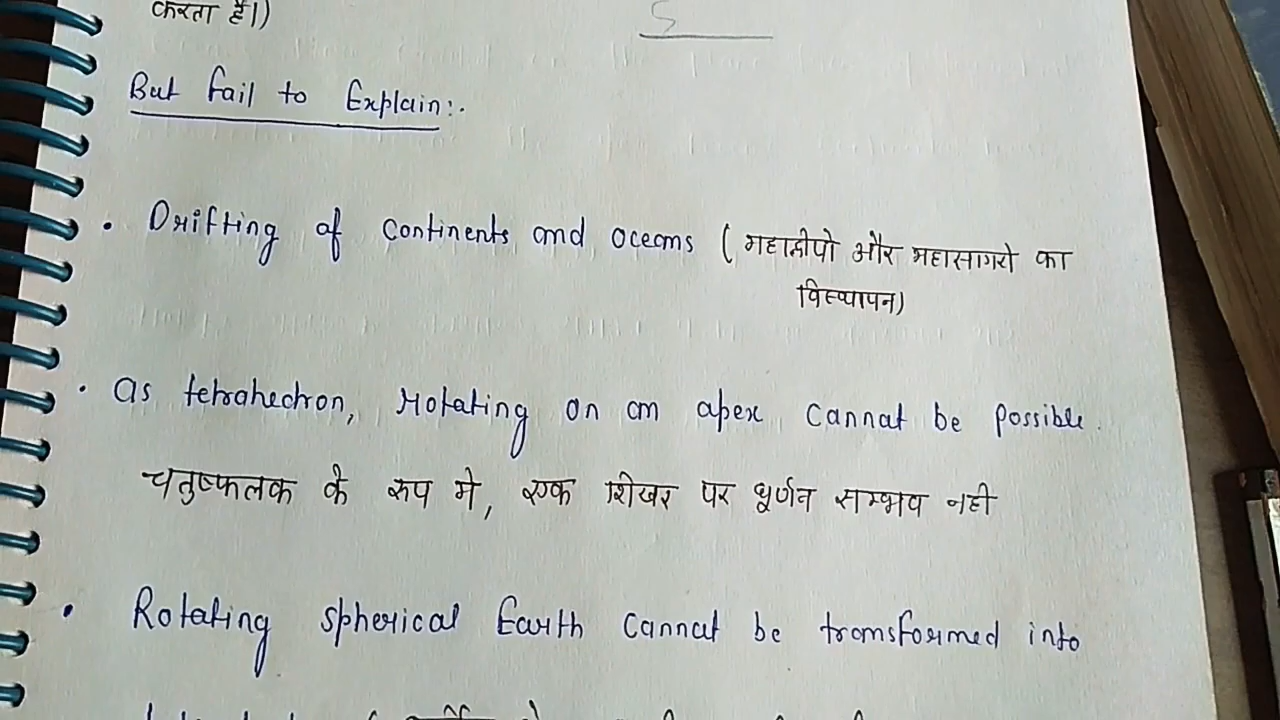 करता है।)
But fail to Explain:.
• Drifting of continents and oceans ( महाद्वीपो और महासागरो का
विस्थापन)
• as tetrahedron, rotating on an apex cannot be possible.
चतुष्फलक के रूप मे, एक शिखर पर घूर्णन सम्भव नही
• Rotating spherical Earth cannot be transformed into